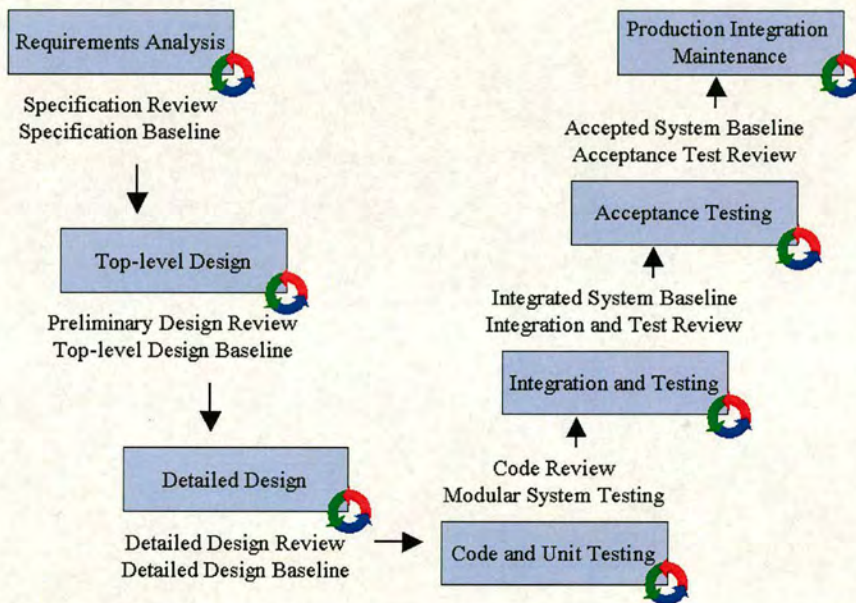 Requirements Analysis
Specification Review
Specification Baseline
Top-level Design
Preliminary Design Review
Top-level Design Baseline
Detailed Design
Detailed Design Review
Detailed Design Baseline
Code and Unit Testing
Code Review
Modular System Testing
Integration and Testing
Integrated System Baseline
Integration and Test Review
Acceptance Testing
Accepted System Baseline
Acceptance Test Review
Production Integration
Maintenance